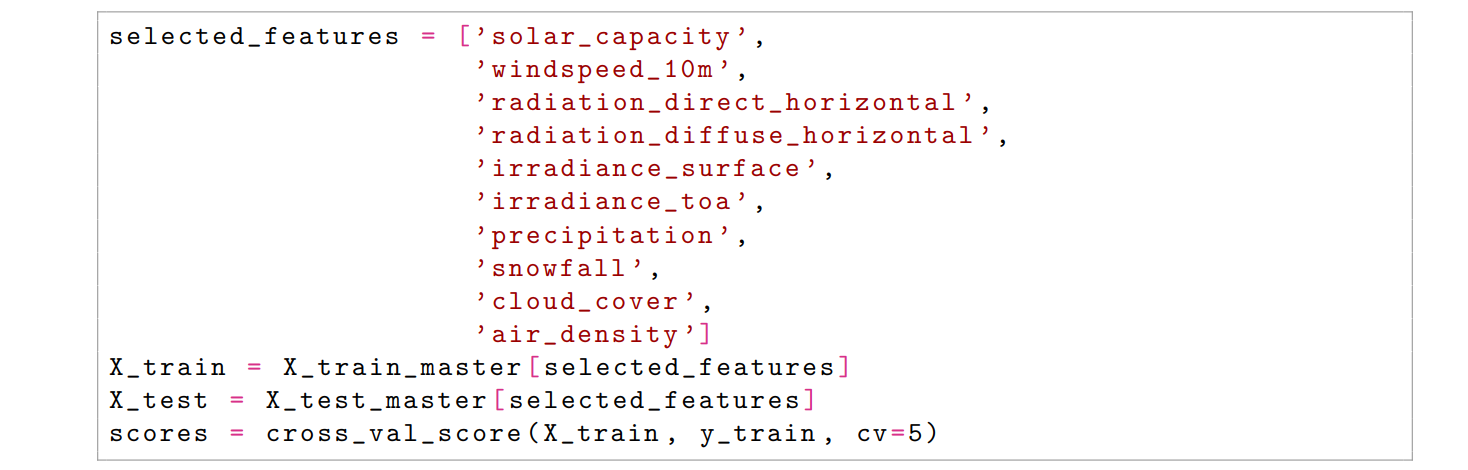 selected_features = ['solar_capacity',
'windspeed_10m',
'radiation_direct_horizontal',
'radiation_diffuse_horizontal',
'irradiance_surface',
'irradiance_toa',
'precipitation',
'snowfall',
'cloud_cover',
'air_density']
X_train = X_train_master[selected_features]
X_test = X_test_master[selected_features]
scores = cross_val_score(X_train, y_train, cv=5)